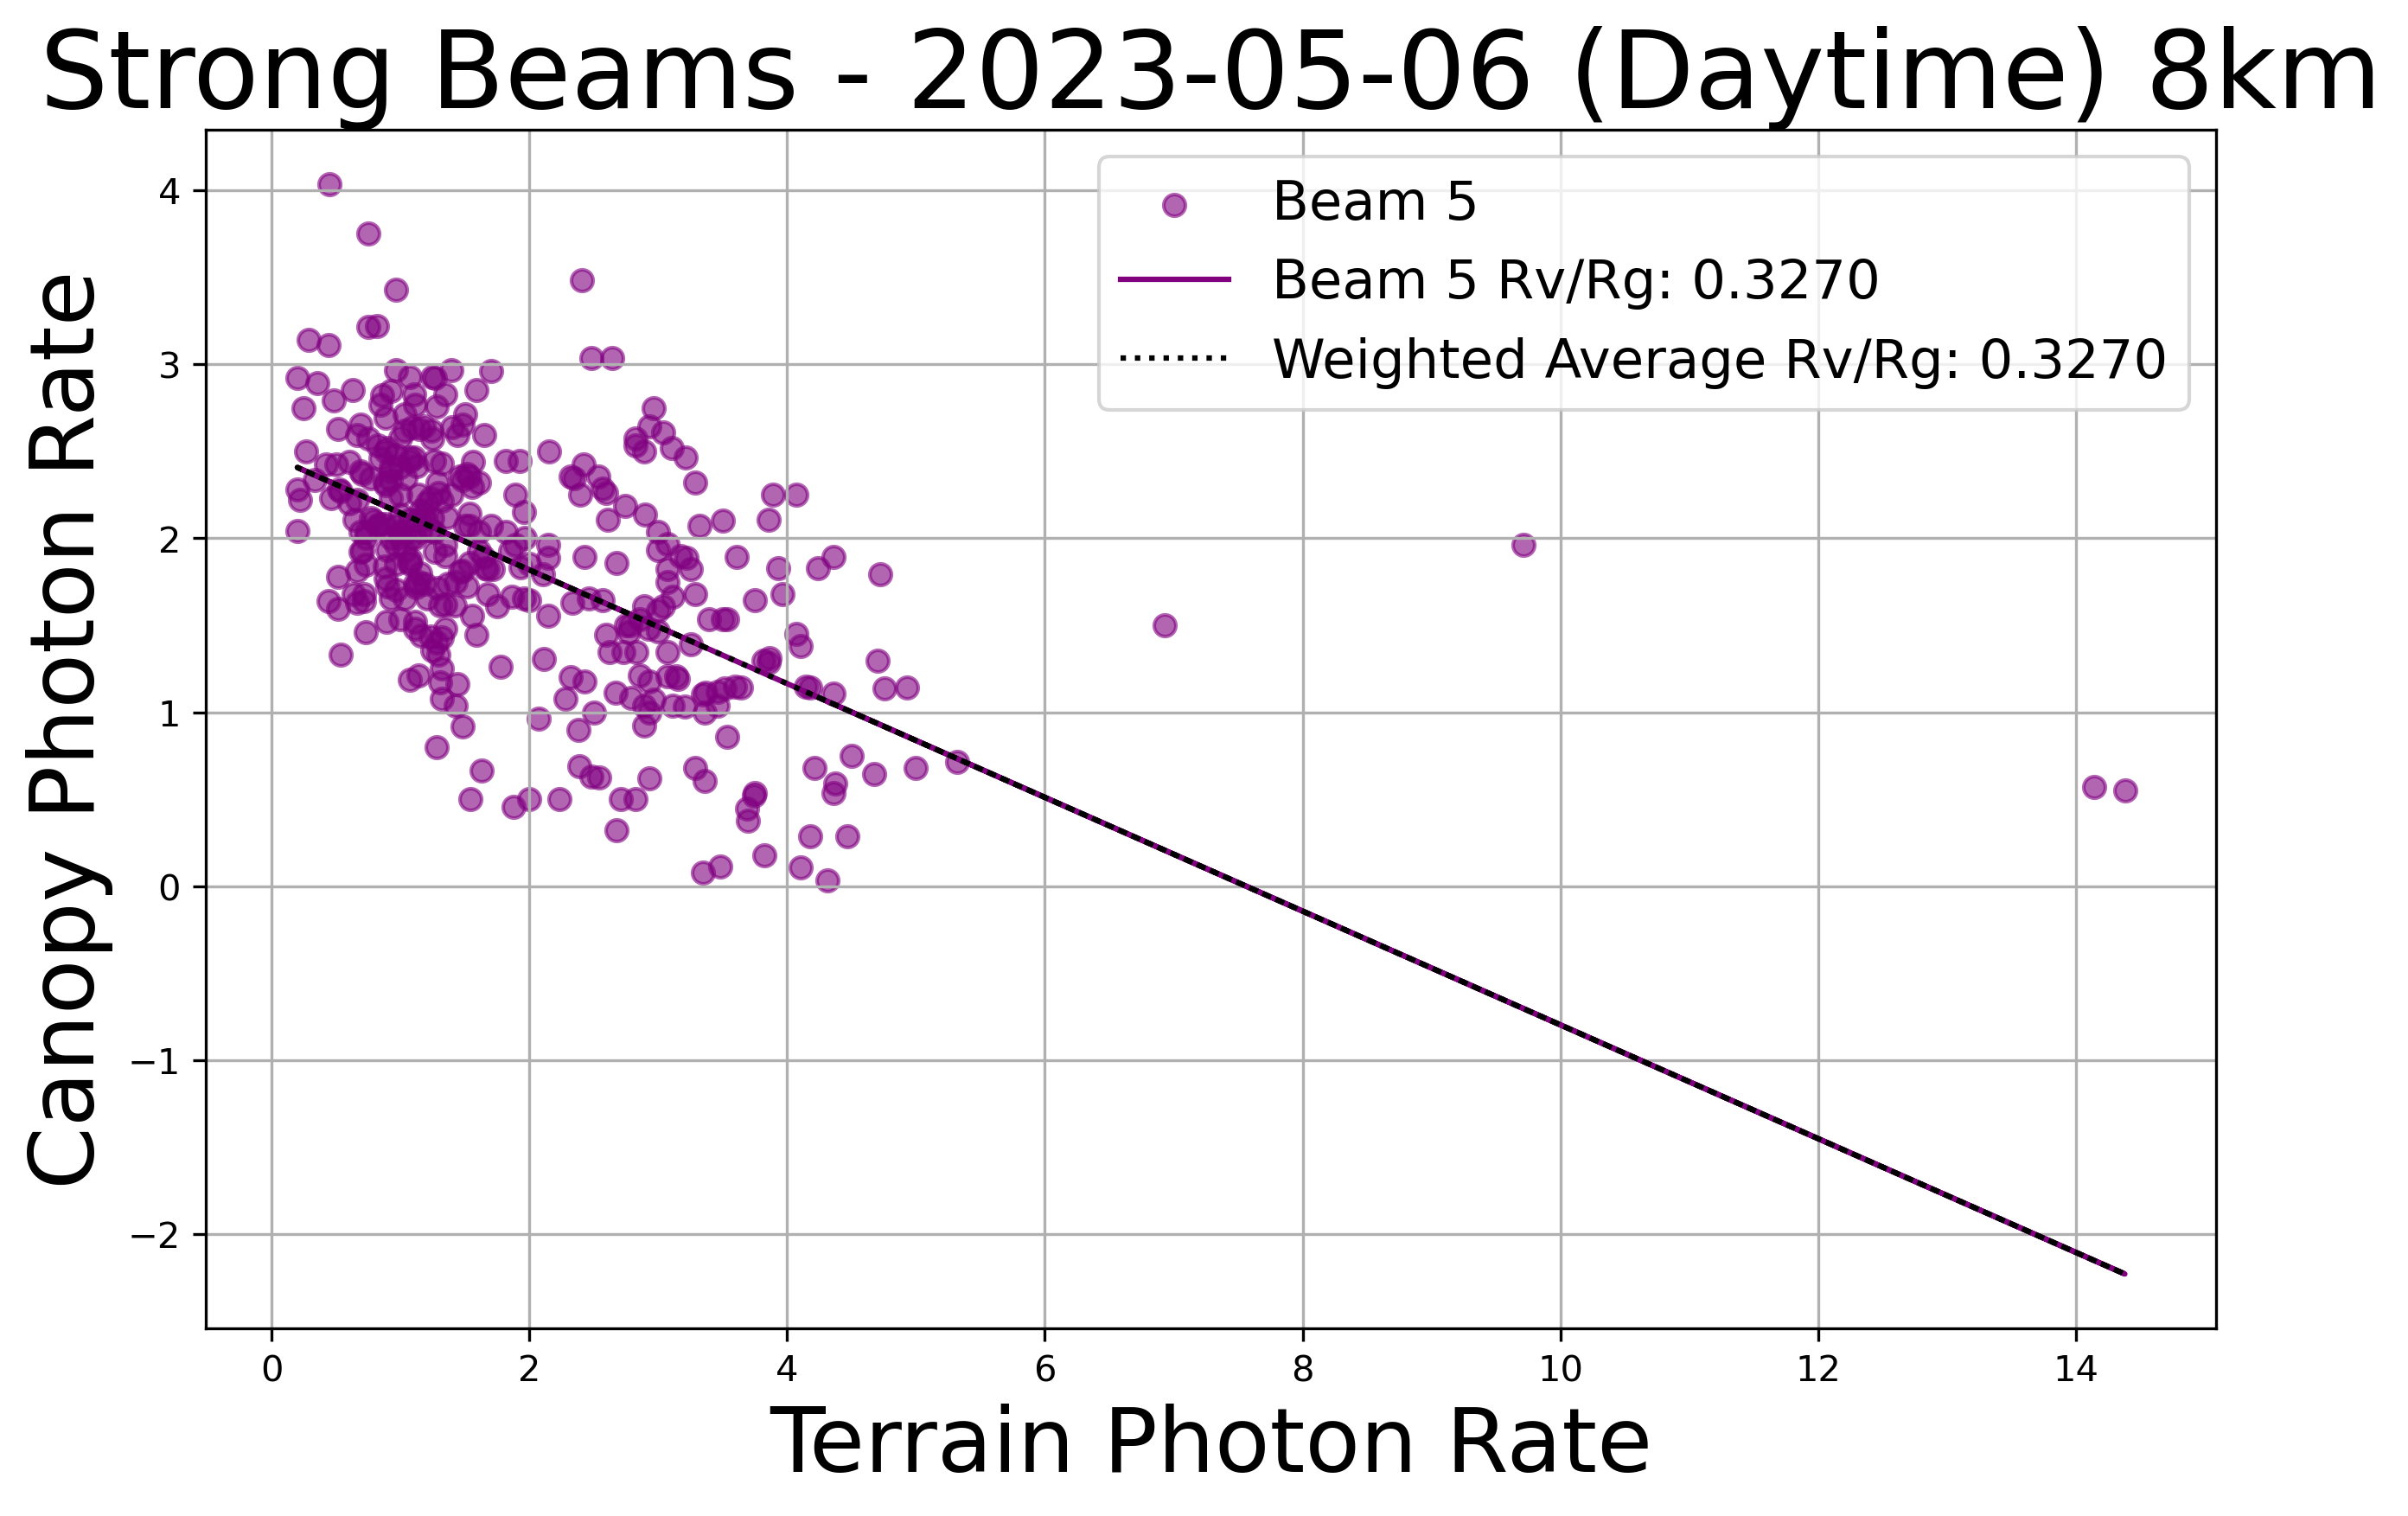 Strong Beams - 2023-05-06 (Daytime) 8km
Beam 5
Beam 5 Rv/Rg: 0.3270
Weighted Average Rv/Rg: 0.3270
Canopy Photon Rate
4
3
2
1
0
−1
−2
0 2 4 6 8 10 12 14
Terrain Photon Rate